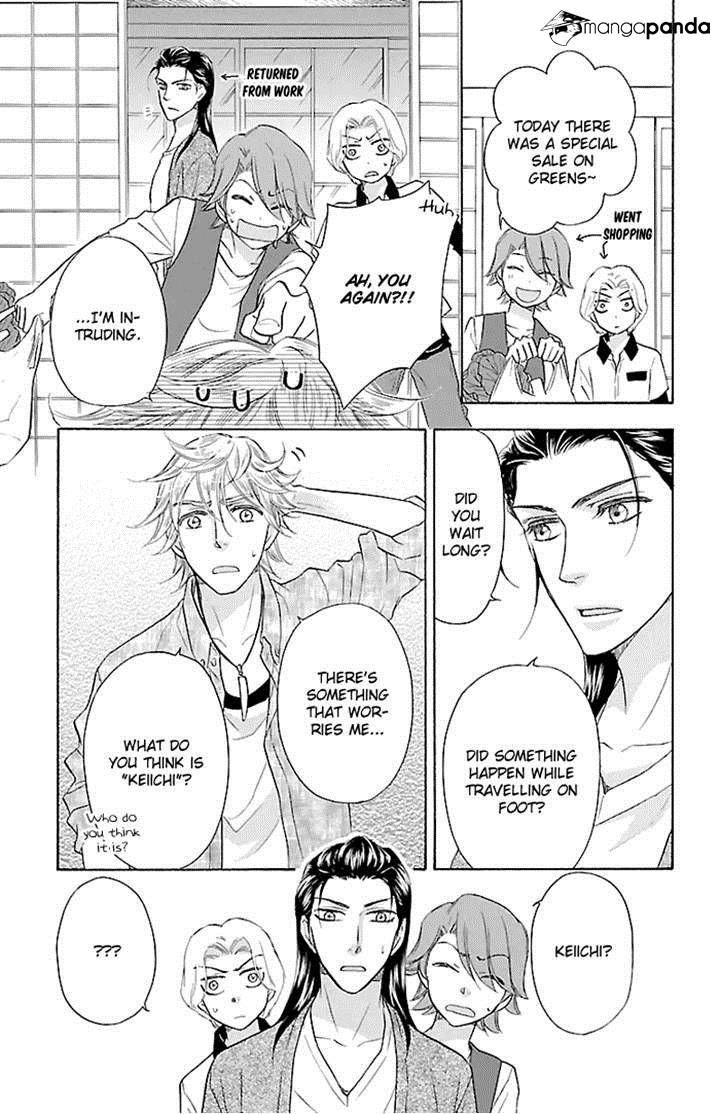 mangapanda
TODAY THERE
WAS A SPECIAL
SALE ON
GREENS~
WENT
SHOPPING
RETURNED
FROM WORK
Huh
AH, YOU
AGAIN?!!
...I'M IN-
TRUDING.
DID
YOU
WAIT
LONG?
DID SOMETHING
HAPPEN WHILE
TRAVELLING ON
FOOT?
THERE'S
SOMETHING
THAT WOR-
RIES ME...
WHAT DO
YOU THINK IS
"KEIICHI"?
Who do
you think
it is?
KEIICHI?
???